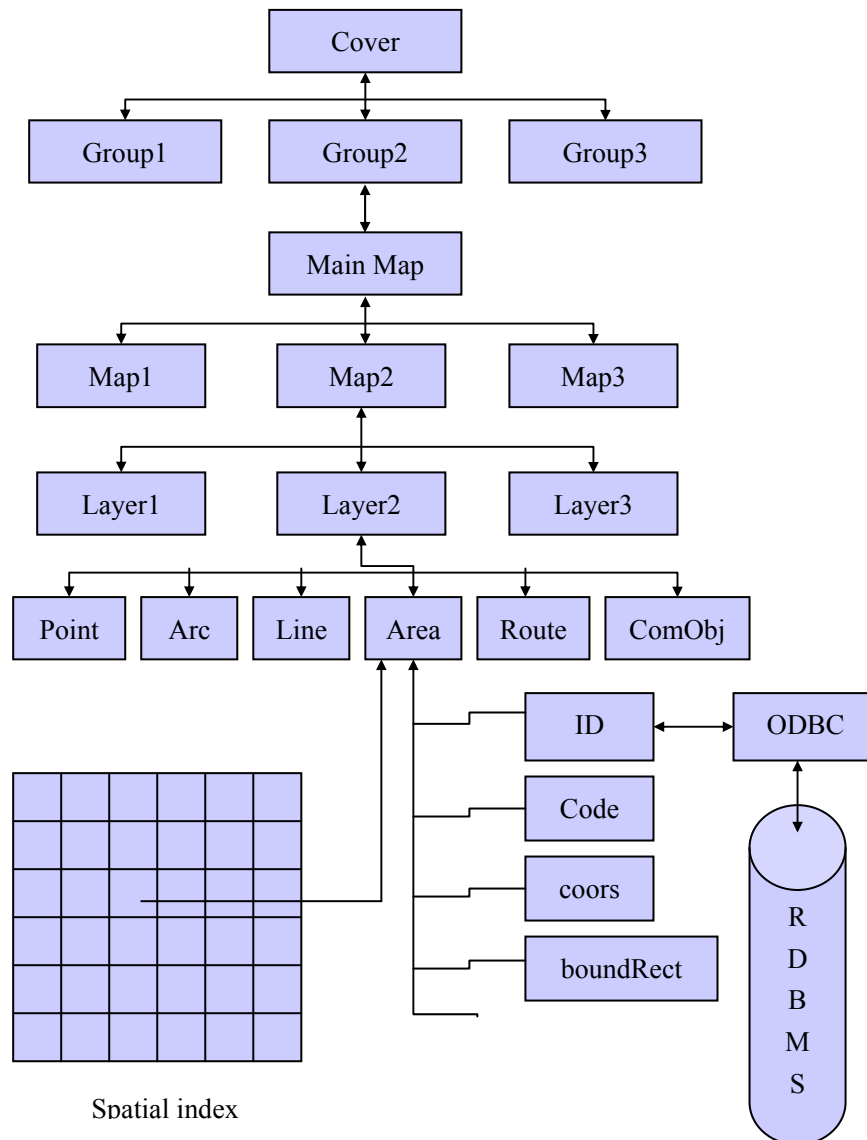 Cover
Group1
Group2
Group3
Main Map
Map1
Map2
Map3
Layer1
Layer2
Layer3
Point
Arc
Line
Area
Route
ComObj
ID
ODBC
Code
coors
boundRect
R
D
B
M
S
Spatial index